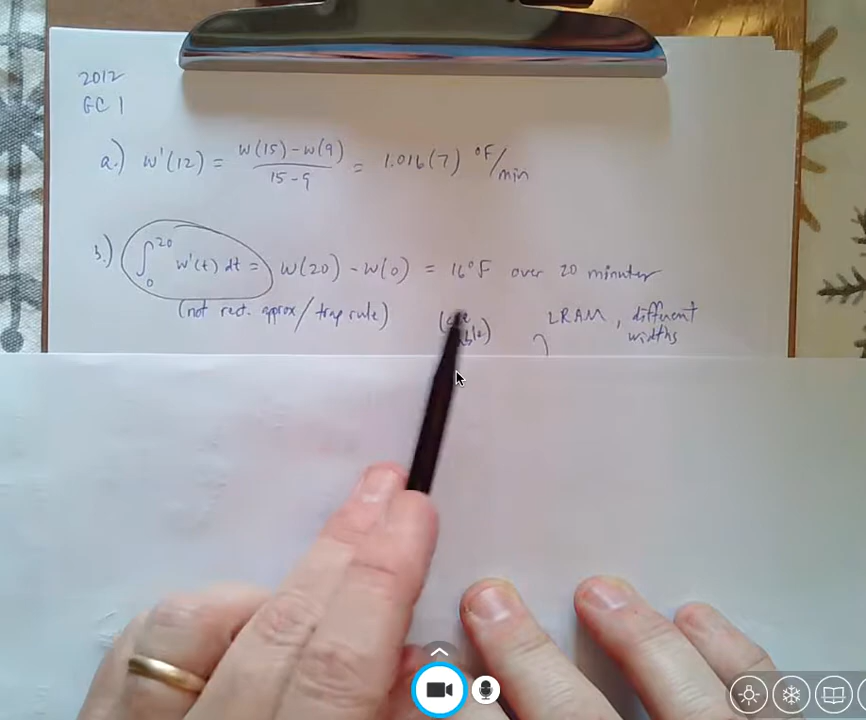 2012
GC 1
a.) W'(12) = W(15) - W(9) / 15 - 9 = 1.016(7) °F/min
b.) ∫₀²⁰ W'(t) dt = W(20) - W(0) = 16°F over 20 minutes
(not rect. approx / trap rule) LRAM, different
widths